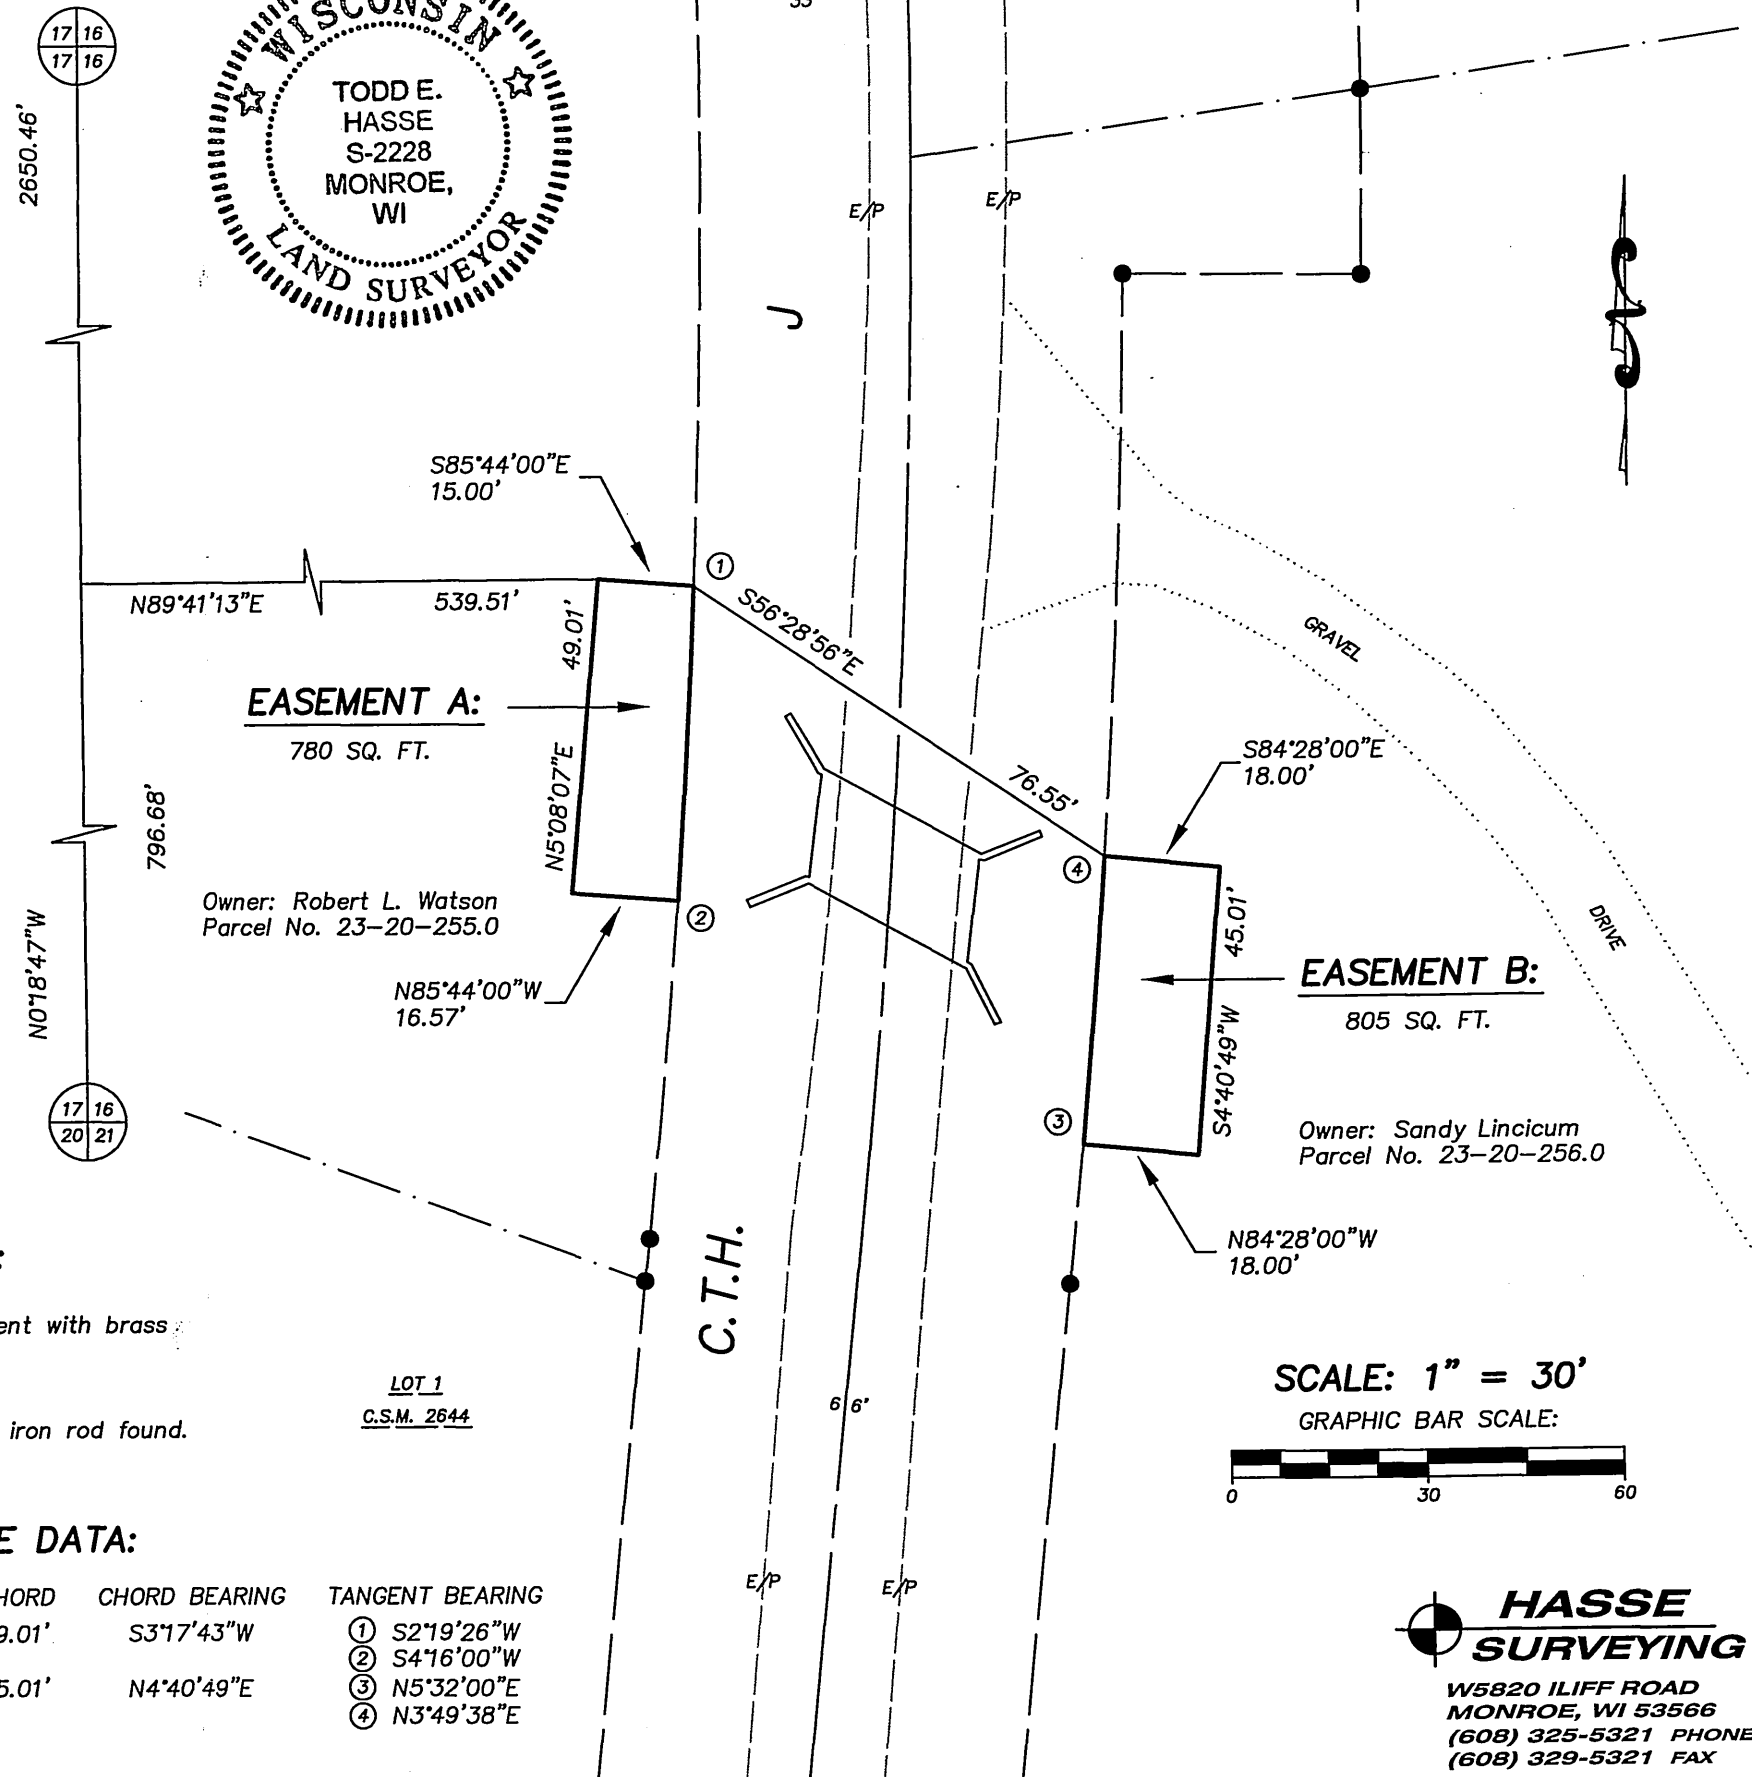 17 16
17 16
2650.46'
WISCONSIN
TODD E.
HASSE
S-2228
MONROE,
WI
LAND SURVEYOR
E/P
E/P
J
S85°44'00"E
15.00'
1
N89°41'13"E
539.51'
49.01'
N5°08'07"E
S56°28'56"E
76.55'
GRAVEL
DRIVE
EASEMENT A:
780 SQ. FT.
S84°28'00"E
18.00'
796.68'
4
45.01'
S4°40'49"W
Owner: Robert L. Watson
Parcel No. 23-20-255.0
2
N0°18'47"W
N85°44'00"W
16.57'
EASEMENT B:
805 SQ. FT.
17 16
20 21
3
Owner: Sandy Lincicum
Parcel No. 23-20-256.0
N84°28'00"W
18.00'
C.T.H.
ent with brass
LOT 1
C.S.M. 2644
iron rod found.
66'
SCALE: 1" = 30'
GRAPHIC BAR SCALE:
0 30 60
E DATA:
HORD CHORD BEARING TANGENT BEARING
9.01' S3°17'43"W 1 S2°19'26"W
2 S4°16'00"W
5.01' N4°40'49"E 3 N5°32'00"E
4 N3°49'38"E
E/P
E/P
HASSE
SURVEYING
W5820 ILIFF ROAD
MONROE, WI 53566
(608) 325-5321 PHONE
(608) 329-5321 FAX